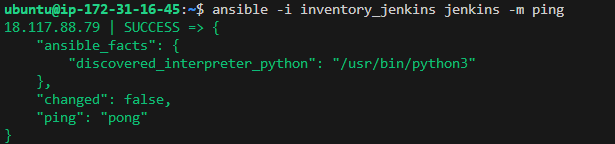 ubuntu@ip-172-31-16-45:~$ ansible -i inventory_jenkins jenkins -m ping
18.117.88.79 | SUCCESS => {
    "ansible_facts": {
        "discovered_interpreter_python": "/usr/bin/python3"
    },
    "changed": false,
    "ping": "pong"
}